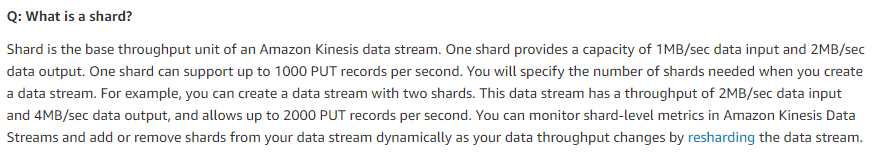 Q: What is a shard?
Shard is the base throughput unit of an Amazon Kinesis data stream. One shard provides a capacity of 1MB/sec data input and 2MB/sec
data output. One shard can support up to 1000 PUT records per second. You will specify the number of shards needed when you create
a data stream. For example, you can create a data stream with two shards. This data stream has a throughput of 2MB/sec data input
and 4MB/sec data output, and allows up to 2000 PUT records per second. You can monitor shard-level metrics in Amazon Kinesis Data
Streams and add or remove shards from your data stream dynamically as your data throughput changes by resharding the data stream.